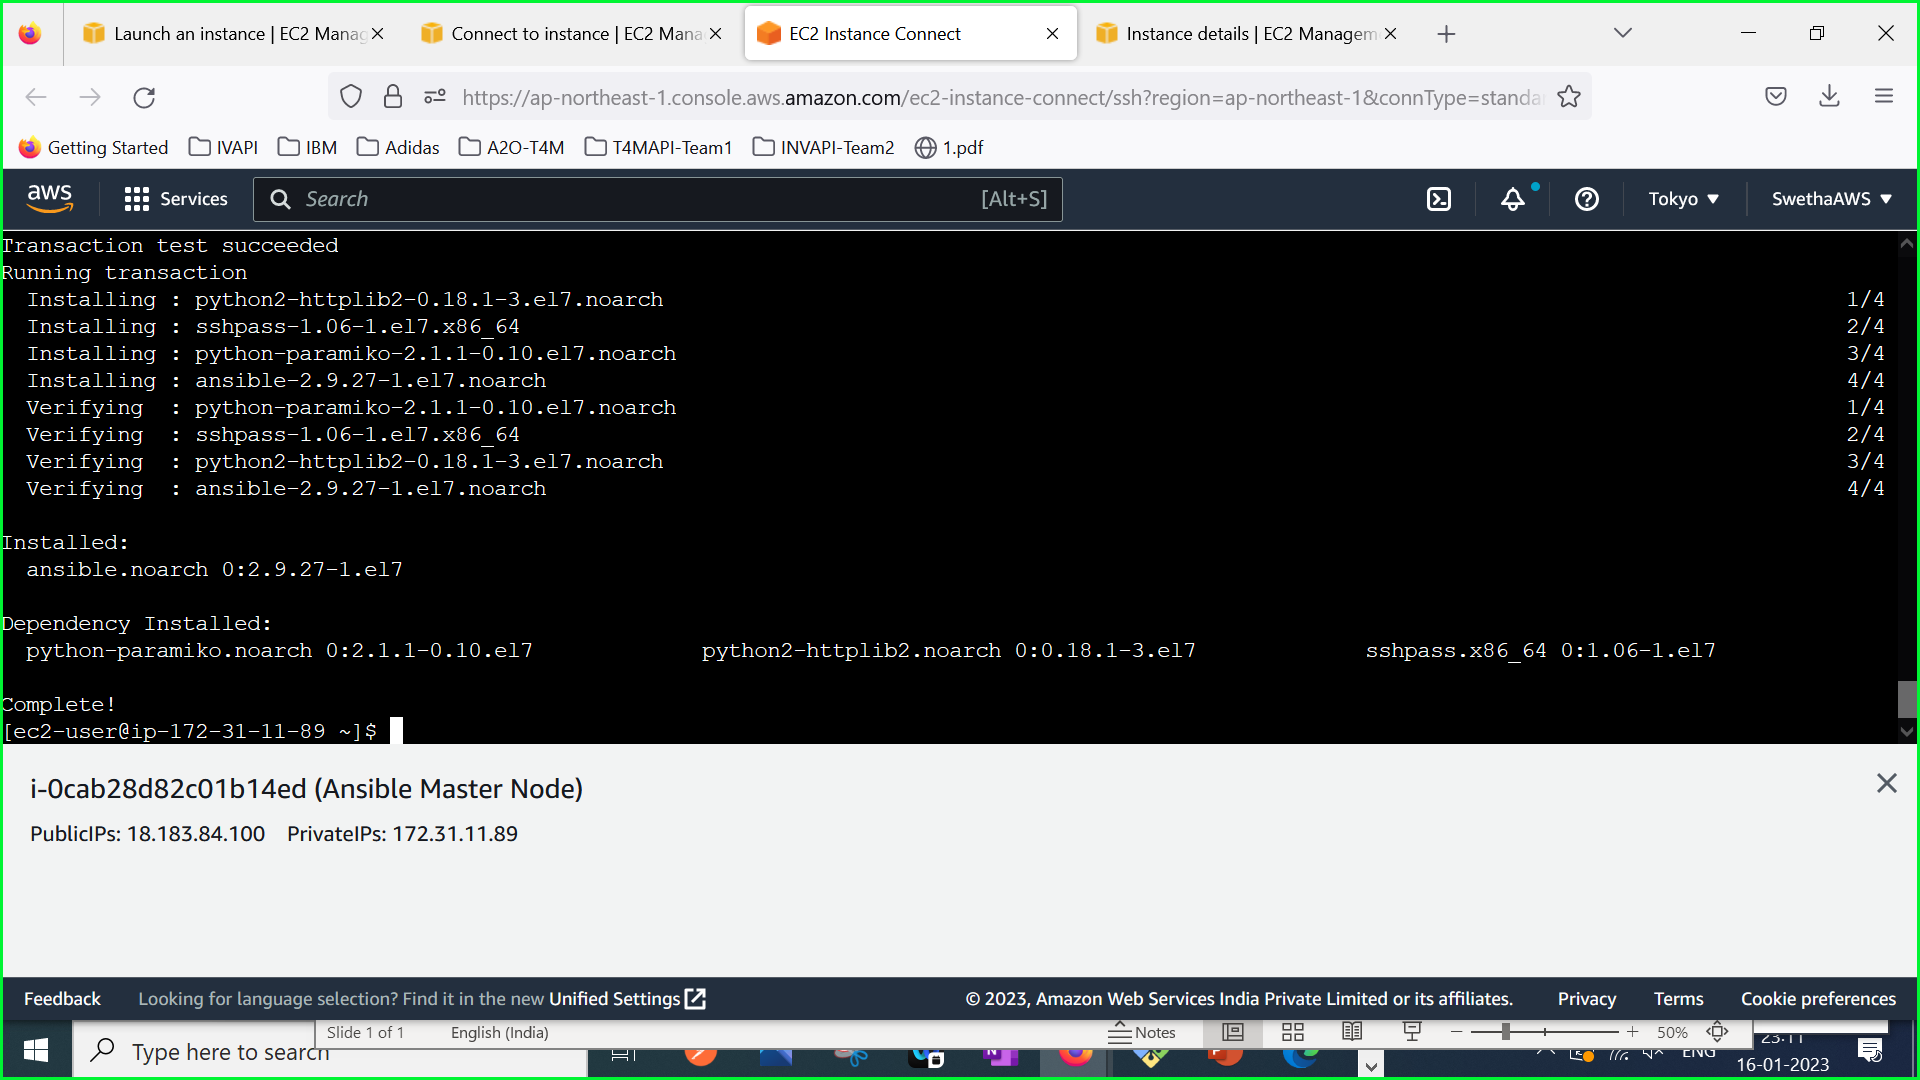 Launch an instance | EC2 Manag
Connect to instance | EC2 Mana
EC2 Instance Connect
Instance details | EC2 Managem
https://ap-northeast-1.console.aws.amazon.com/ec2-instance-connect/ssh?region=ap-northeast-1&connType=standa
Getting Started
IVAPI
IBM
Adidas
A2O-T4M
T4MAPI-Team1
INVAPI-Team2
1.pdf
aws
Services
Search
[Alt+S]
Tokyo
SwethaAWS
Transaction test succeeded
Running transaction
Installing : python2-httplib2-0.18.1-3.el7.noarch 1/4
Installing : sshpass-1.06-1.el7.x86_64 2/4
Installing : python-paramiko-2.1.1-0.10.el7.noarch 3/4
Installing : ansible-2.9.27-1.el7.noarch 4/4
Verifying : python-paramiko-2.1.1-0.10.el7.noarch 1/4
Verifying : sshpass-1.06-1.el7.x86_64 2/4
Verifying : python2-httplib2-0.18.1-3.el7.noarch 3/4
Verifying : ansible-2.9.27-1.el7.noarch 4/4
Installed:
ansible.noarch 0:2.9.27-1.el7
Dependency Installed:
python-paramiko.noarch 0:2.1.1-0.10.el7 python2-httplib2.noarch 0:0.18.1-3.el7 sshpass.x86_64 0:1.06-1.el7
Complete!
[ec2-user@ip-172-31-11-89 ~]$
i-0cab28d82c01b14ed (Ansible Master Node)
PublicIPs: 18.183.84.100 PrivateIPs: 172.31.11.89
Feedback
Looking for language selection? Find it in the new Unified Settings
© 2023, Amazon Web Services India Private Limited or its affiliates.
Privacy
Terms
Cookie preferences
Slide 1 of 1
English (India)
Notes
50%
Type here to search
ENG
23:11
16-01-2023